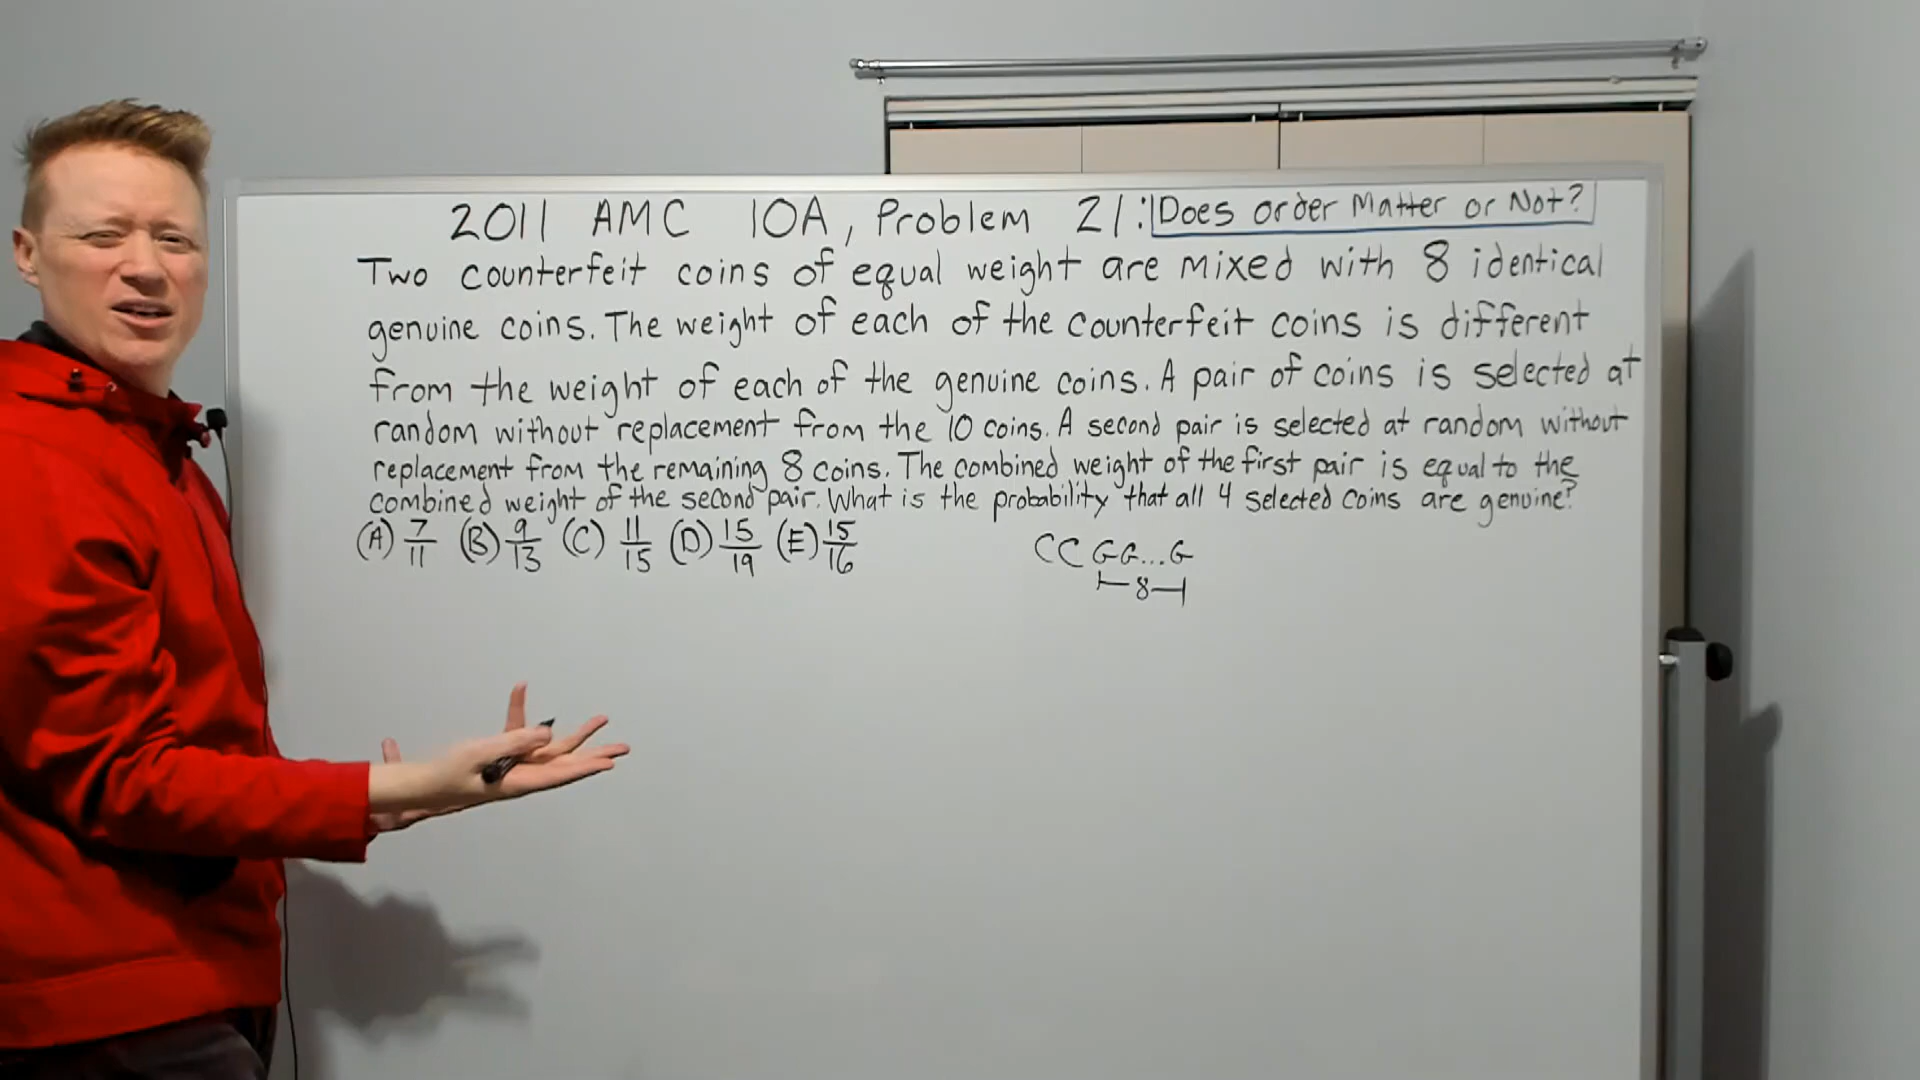 2011 AMC 10A, Problem 21: Does order Matter or Not?
Two counterfeit coins of equal weight are mixed with 8 identical
genuine coins. The weight of each of the counterfeit coins is different
from the weight of each of the genuine coins. A pair of coins is selected at
random without replacement from the 10 coins. A second pair is selected at random without
replacement from the remaining 8 coins. The combined weight of the first pair is equal to the
combined weight of the second pair. What is the probability that all 4 selected coins are genuine?
(A) 7/11 (B) 9/13 (C) 11/15 (D) 15/19 (E) 15/16
CCGG...G
8